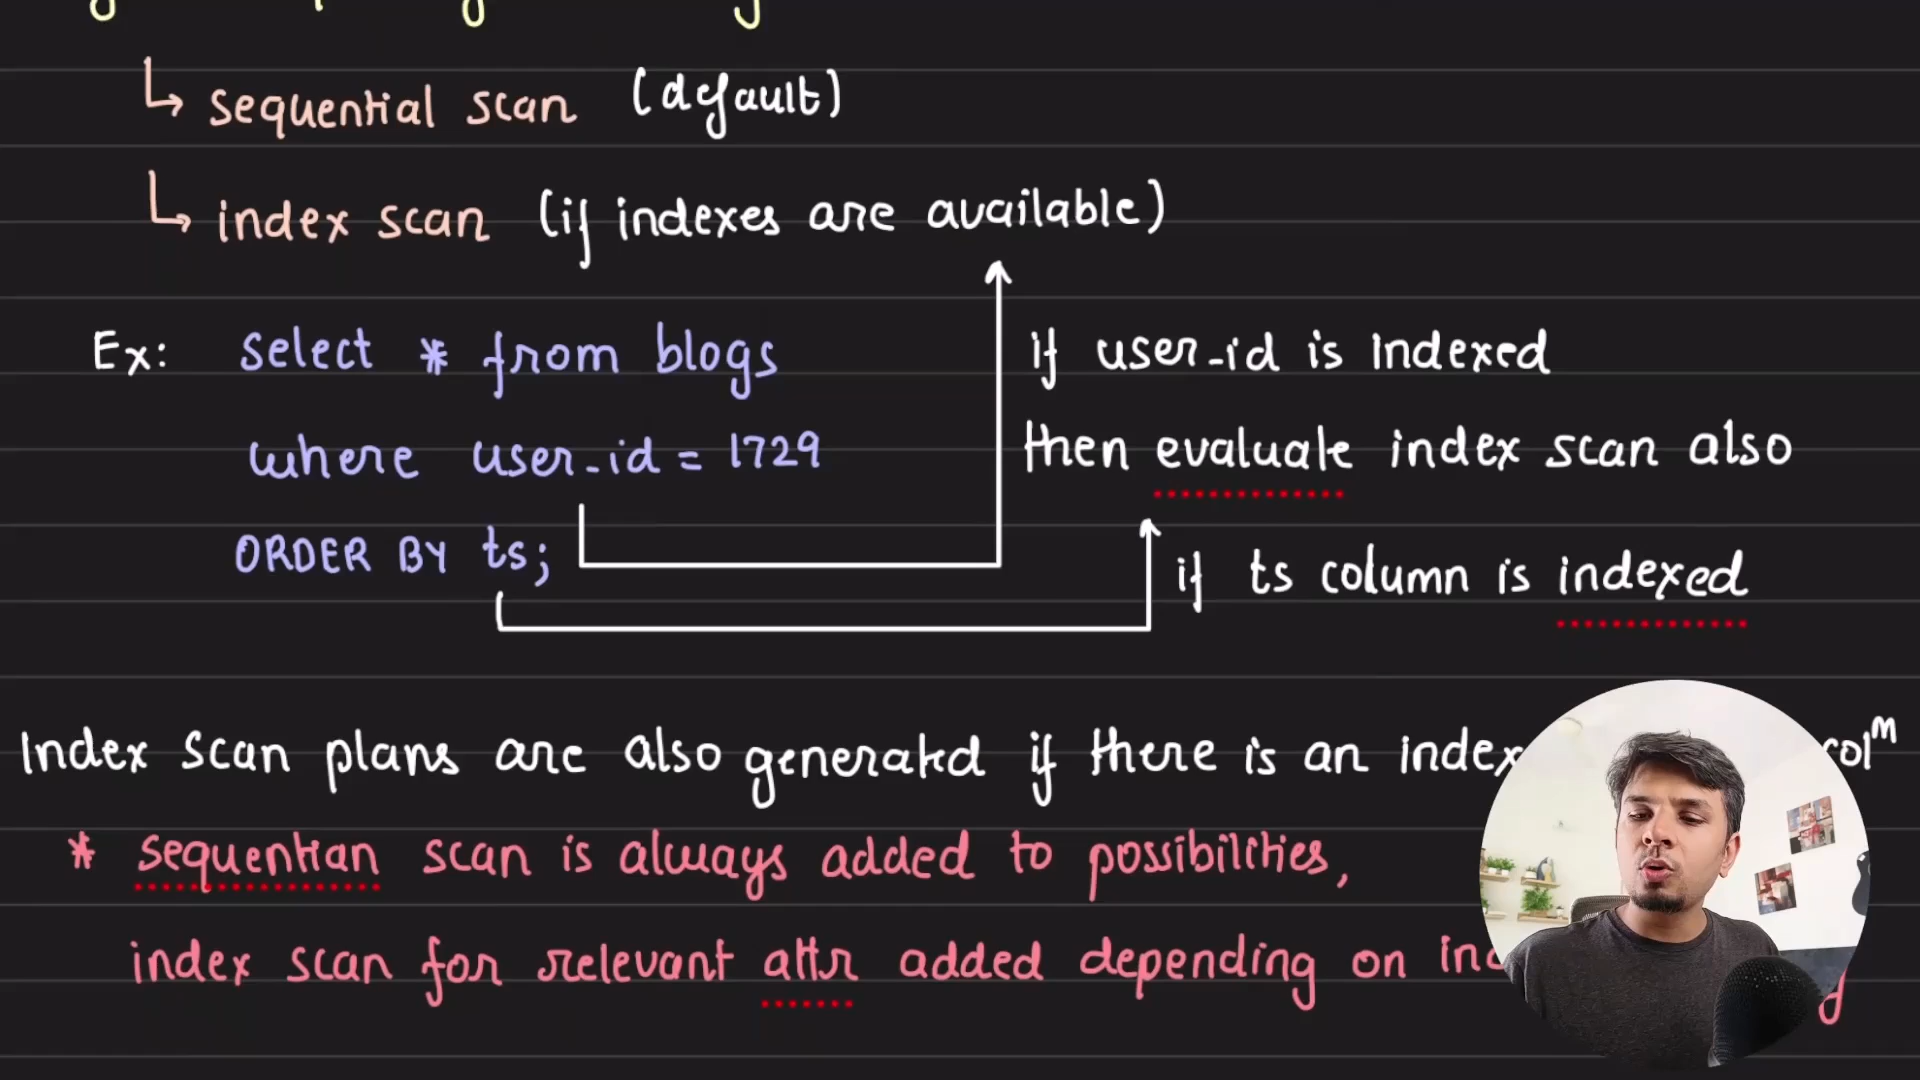 ↳ sequential scan (default)
↳ index scan (if indexes are available)
Ex: select * from blogs
where user_id = 1729
ORDER BY ts;
if user_id is indexed
then evaluate index scan also
if ts column is indexed
Index scan plans are also generated if there is an index colᵐ
* sequentian scan is always added to possibilities,
index scan for relevant attr added depending on